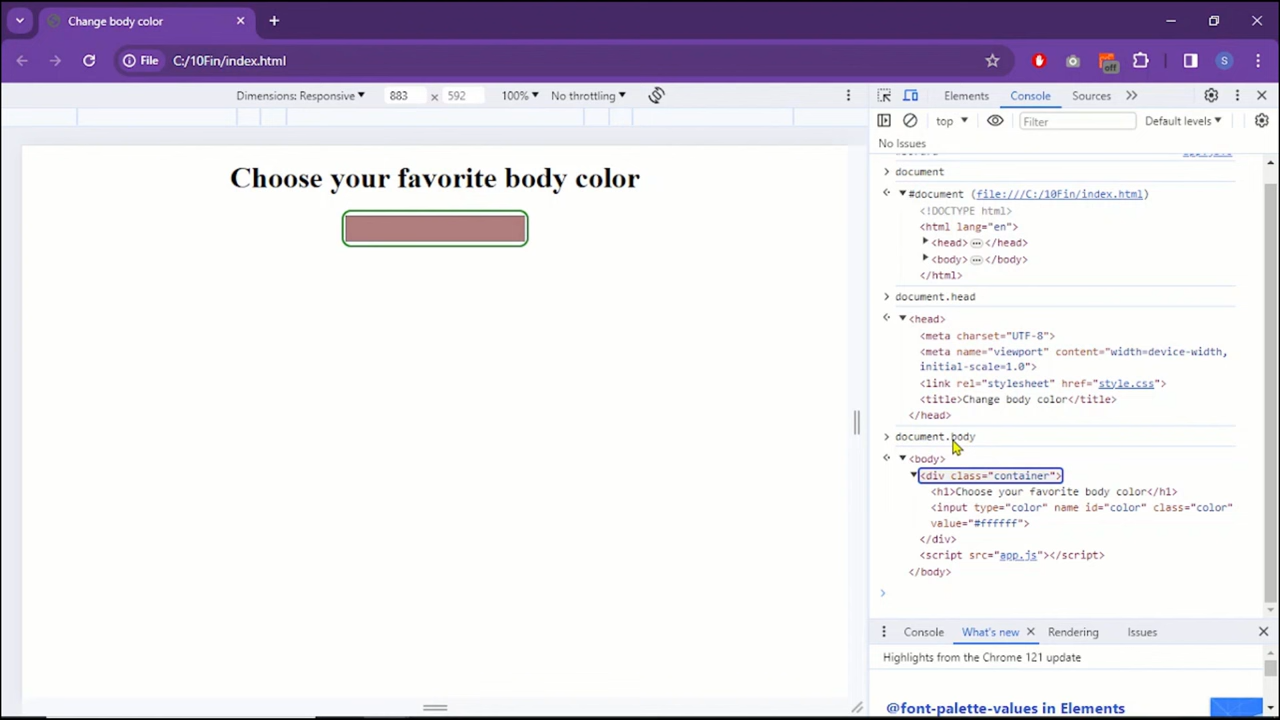 Change body color
File C:/10Fin/index.html
off
S
Dimensions: Responsive 883 x 592 100% No throttling
Elements Console Sources
top Filter Default levels
No Issues
document
#document (file:///C:/10Fin/index.html)
<!DOCTYPE html>
<html lang="en">
<head> … </head>
<body> … </body>
</html>
document.head
<head>
<meta charset="UTF-8">
<meta name="viewport" content="width=device-width,
initial-scale=1.0">
<link rel="stylesheet" href="style.css">
<title>Change body color</title>
</head>
document.body
<body>
<div class="container">
<h1>Choose your favorite body color</h1>
<input type="color" name id="color" class="color"
value="#ffffff">
</div>
<script src="app.js"></script>
</body>
Choose your favorite body color
Console What's new Rendering Issues
Highlights from the Chrome 121 update
@font-palette-values in Elements